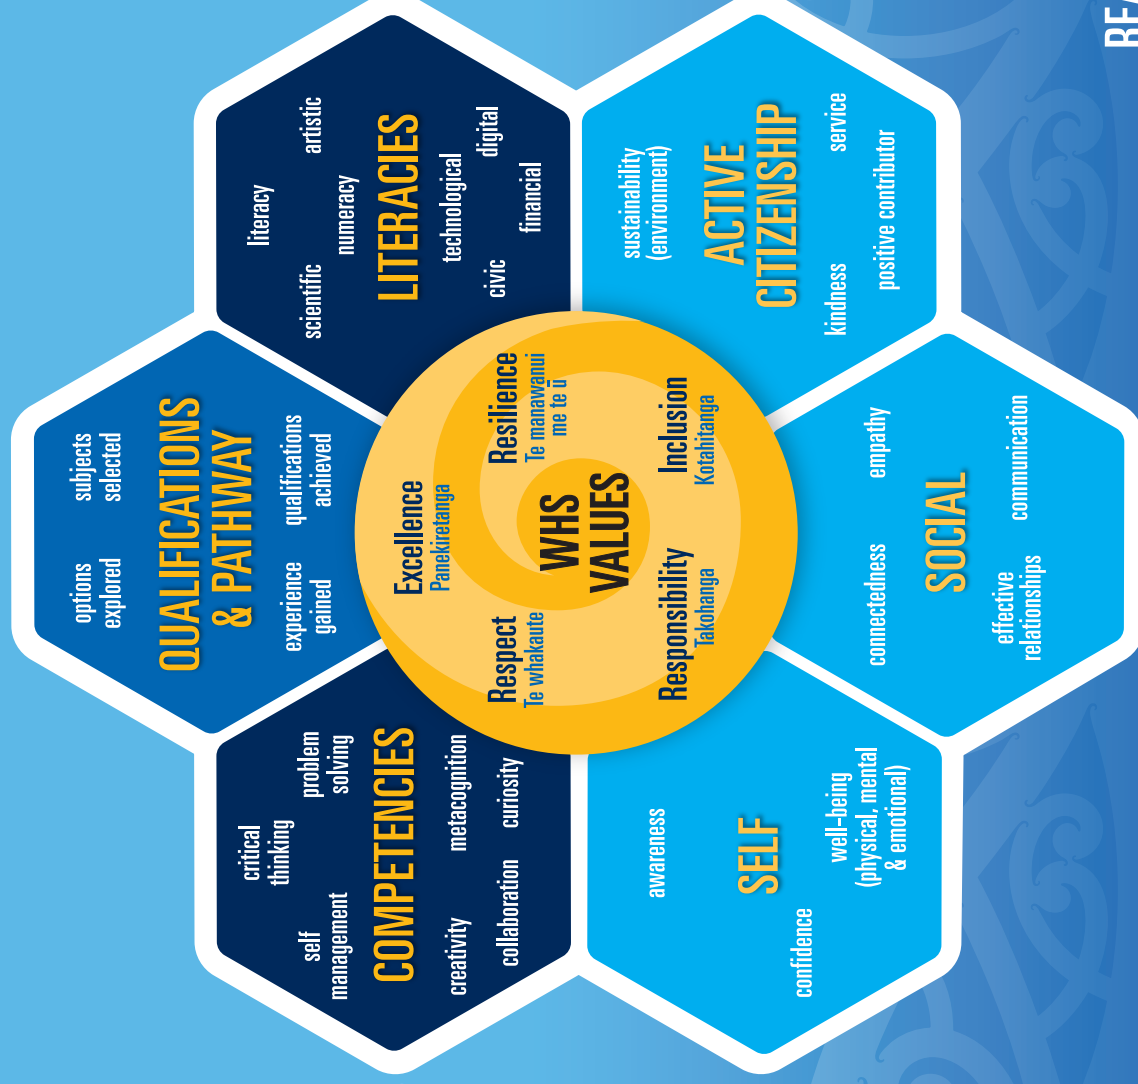 options
explored
subjects
selected
QUALIFICATIONS
& PATHWAY
experience
gained
qualifications
achieved
critical
thinking
self
management
problem
solving
COMPETENCIES
creativity
metacognition
collaboration
curiosity
literacy
scientific
artistic
numeracy
LITERACIES
technological
digital
civic
financial
Excellence
Panekiretanga
Respect
Te whakaute
Resilience
Te manawanui
me te ū
WHS
VALUES
Responsibility
Takohanga
Inclusion
Kotahitanga
awareness
SELF
confidence
well-being
(physical, mental
& emotional)
sustainability
(environment)
ACTIVE
CITIZENSHIP
kindness
service
positive contributor
connectedness
empathy
SOCIAL
effective
relationships
communication